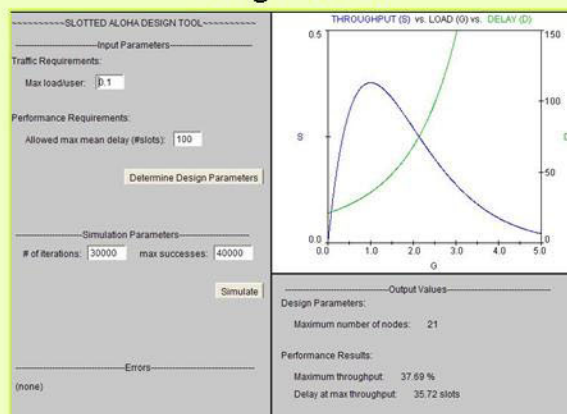 ~~~~~~~~~~SLOTTED ALOHA DESIGN TOOL~~~~~~~~~~
--------------------Input Parameters--------------------
Traffic Requirements:
Max load/user: 0.1
Performance Requirements:
Allowed max mean delay (#slots): 100
Determine Design Parameters
--------------------Simulation Parameters--------------------
# of iterations: 30000 max successes: 40000
Simulate
--------------------Errors--------------------
(none)
THROUGHPUT (S) vs. LOAD (G) vs. DELAY (D)
0.5
150
100
S
D
50
0.0
0
0.0 1.0 2.0 3.0 4.0 5.0
G
--------------------Output Values--------------------
Design Parameters:
Maximum number of nodes: 21
Performance Results:
Maximum throughput: 37.69 %
Delay at max throughput: 35.72 slots